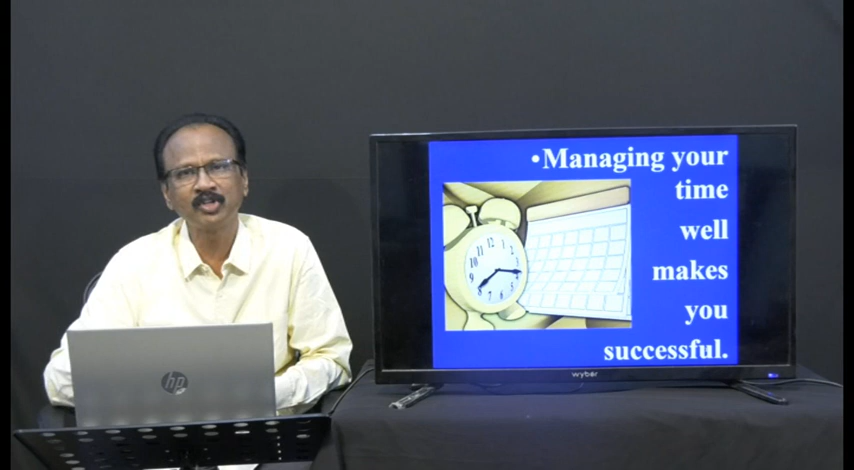 •Managing your
time
well
makes
you
successful.
hp
wybor